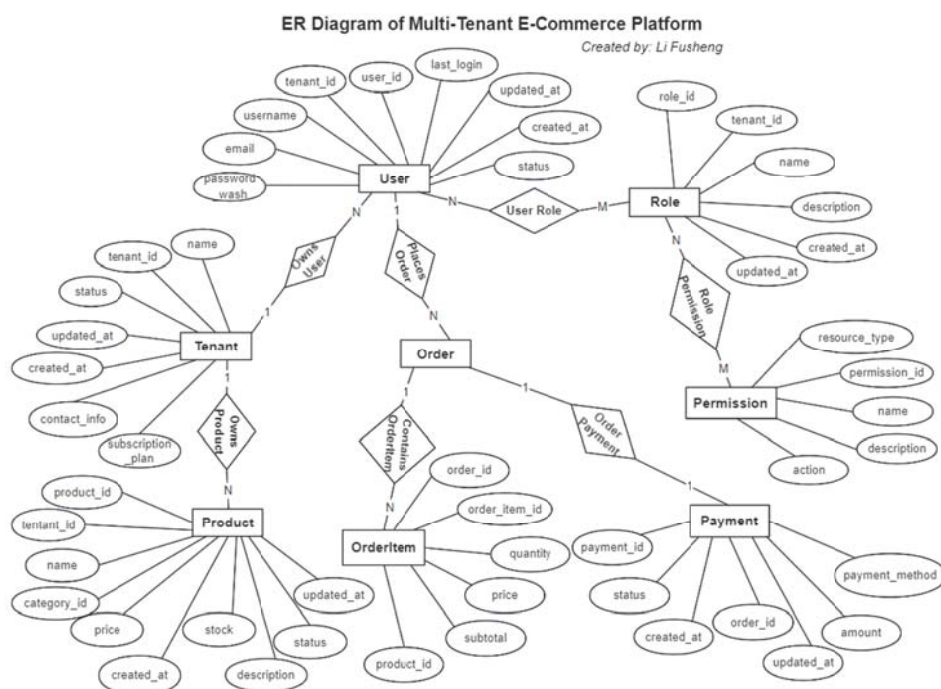 ER Diagram of Multi-Tenant E-Commerce Platform
Created by: Li Fusheng
last_login
user_id
tenant_id
updated_at
username
created_at
email
status
password
_wash
User
role_id
tenant_id
name
description
created_at
updated_at
Role
N
User Role
M
N
Owns
User
1
1
Places
Order
N
N
Role
Permission
M
name
tenant_id
status
updated_at
created_at
contact_info
subscription
_plan
Tenant
Order
resource_type
permission_id
name
description
action
Permission
1
Owns
Product
N
1
Contains
OrderItem
N
1
Order
Payment
1
product_id
tentant_id
name
category_id
price
created_at
stock
description
status
updated_at
Product
order_id
order_item_id
quantity
price
subtotal
product_id
OrderItem
Payment
payment_id
status
created_at
order_id
updated_at
amount
payment_method